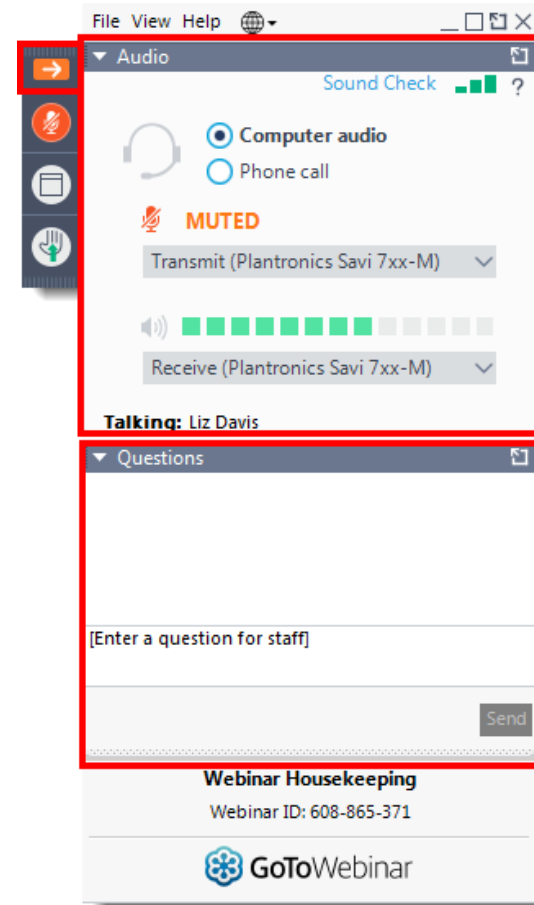 File View Help
Audio
Sound Check ?
Computer audio
Phone call
MUTED
Transmit (Plantronics Savi 7xx-M)
Receive (Plantronics Savi 7xx-M)
Talking: Liz Davis
Questions
[Enter a question for staff]
Send
Webinar Housekeeping
Webinar ID: 608-865-371
GoToWebinar